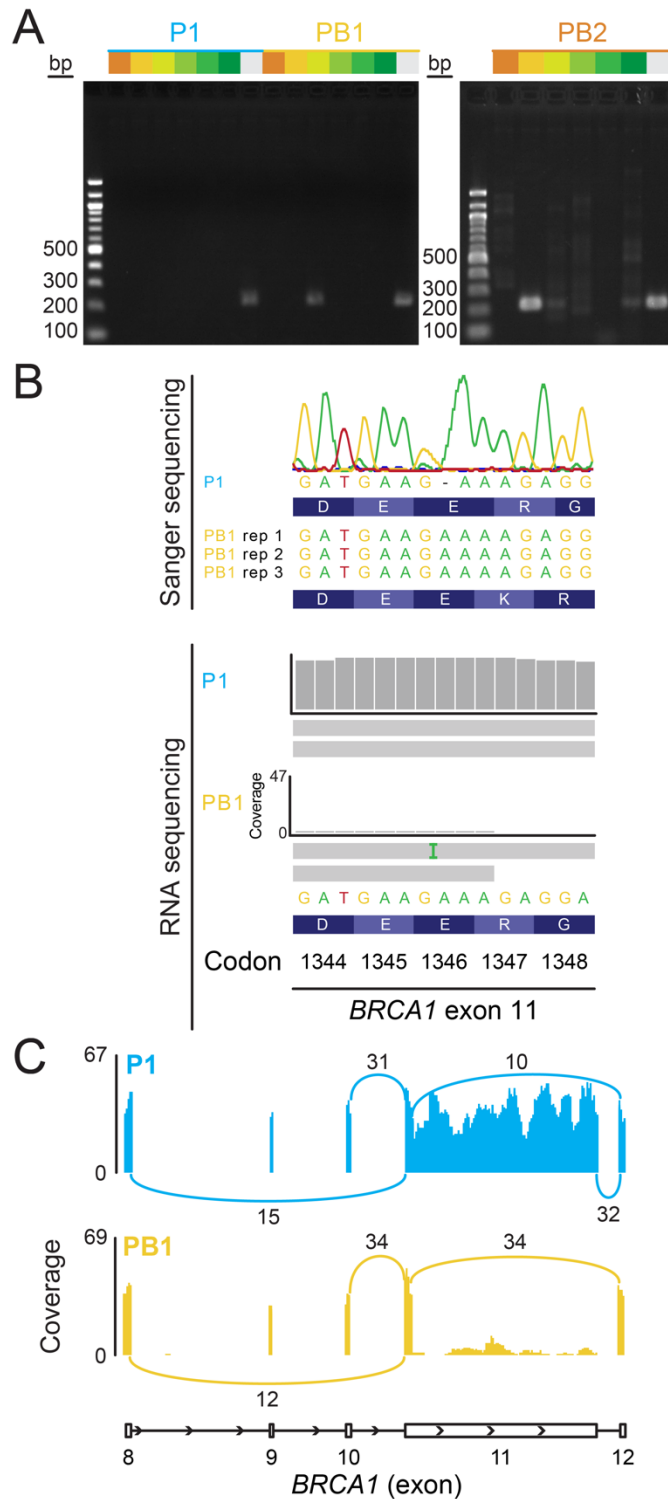 A
P1 PB1 PB2
bp bp
500 500
300 300
200 200
100 100
B
Sanger sequencing
P1 G A T G A A G - A A A G A G G
D E E R G
PB1 rep 1 G A T G A A G A A A A G A G G
PB1 rep 2 G A T G A A G A A A A G A G G
PB1 rep 3 G A T G A A G A A A A G A G G
D E E K R
RNA sequencing
P1
PB1
Coverage
47
0
I
G A T G A A G A A A G A G G A
D E E R G
Codon 1344 1345 1346 1347 1348
BRCA1 exon 11
C
67 P1 31 10
0
15 32
69 PB1 34 34
Coverage
0
12
8 9 10 11 12
BRCA1 (exon)